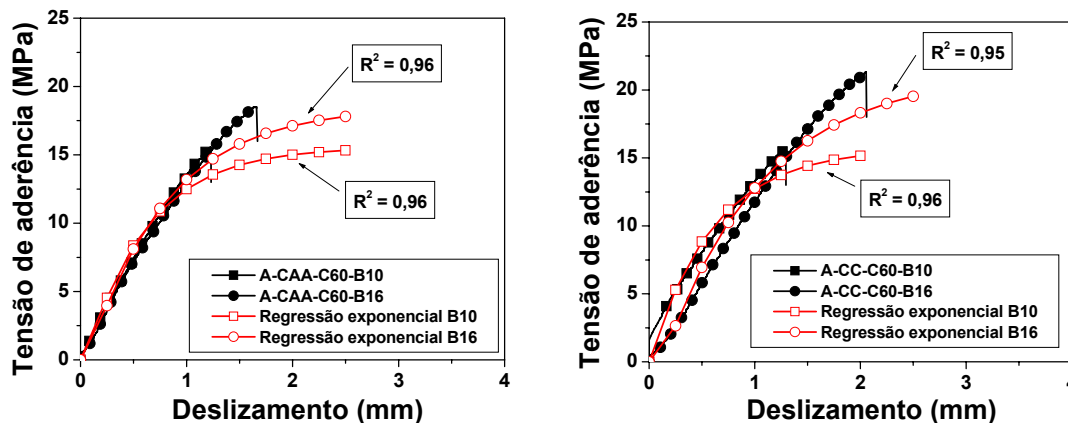 Tensão de aderência (MPa)
25
20
15
10
5
0
0
1
2
3
4
Deslizamento (mm)
R² = 0,96
R² = 0,96
A-CAA-C60-B10
A-CAA-C60-B16
Regressão exponencial B10
Regressão exponencial B16
Tensão de aderência (MPa)
25
20
15
10
5
0
0
1
2
3
4
Deslizamento (mm)
R² = 0,95
R² = 0,96
A-CC-C60-B10
A-CC-C60-B16
Regressão exponencial B10
Regressão exponencial B16